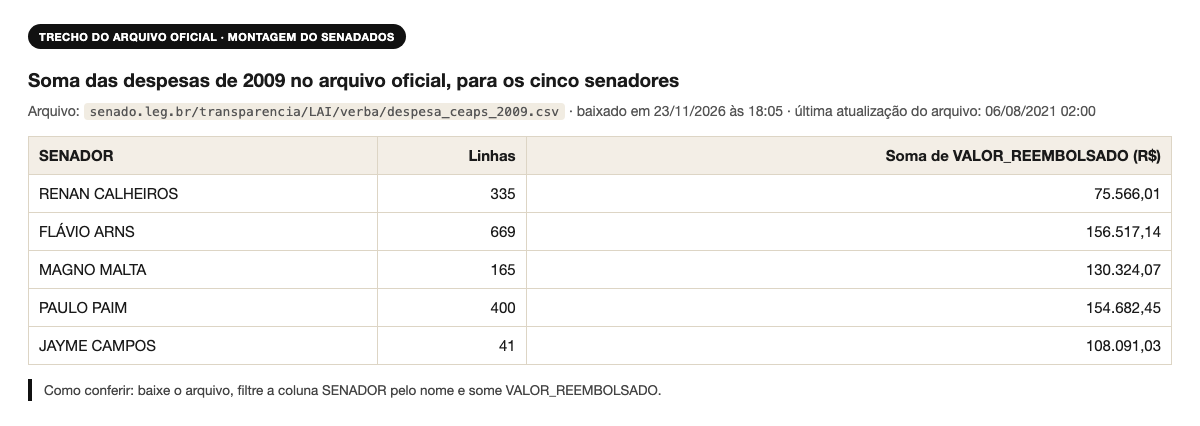 TRECHO DO ARQUIVO OFICIAL · MONTAGEM DO SENADADOS
Soma das despesas de 2009 no arquivo oficial, para os cinco senadores
Arquivo: senado.leg.br/transparencia/LAI/verba/despesa_ceaps_2009.csv · baixado em 23/11/2026 às 18:05 · última atualização do arquivo: 06/08/2021 02:00
SENADOR Linhas Soma de VALOR_REEMBOLSADO (R$)
RENAN CALHEIROS 335 75.566,01
FLÁVIO ARNS 669 156.517,14
MAGNO MALTA 165 130.324,07
PAULO PAIM 400 154.682,45
JAYME CAMPOS 41 108.091,03
Como conferir: baixe o arquivo, filtre a coluna SENADOR pelo nome e some VALOR_REEMBOLSADO.